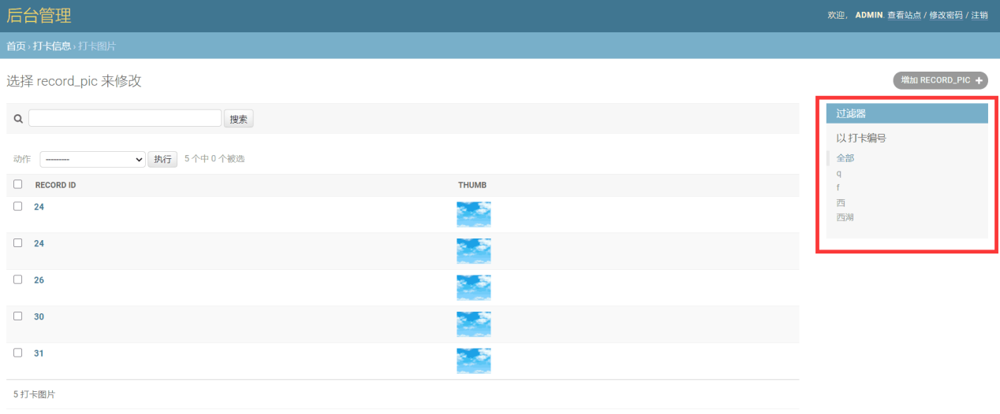 后台管理
欢迎， ADMIN. 查看站点 / 修改密码 / 注销
首页 › 打卡信息 › 打卡图片
选择 record_pic 来修改
增加 RECORD_PIC
搜索
动作 --------- 执行 5 个中 0 个被选
RECORD ID THUMB
24
24
26
30
31
5 打卡图片
过滤器
以 打卡编号
全部
q
f
西
西湖